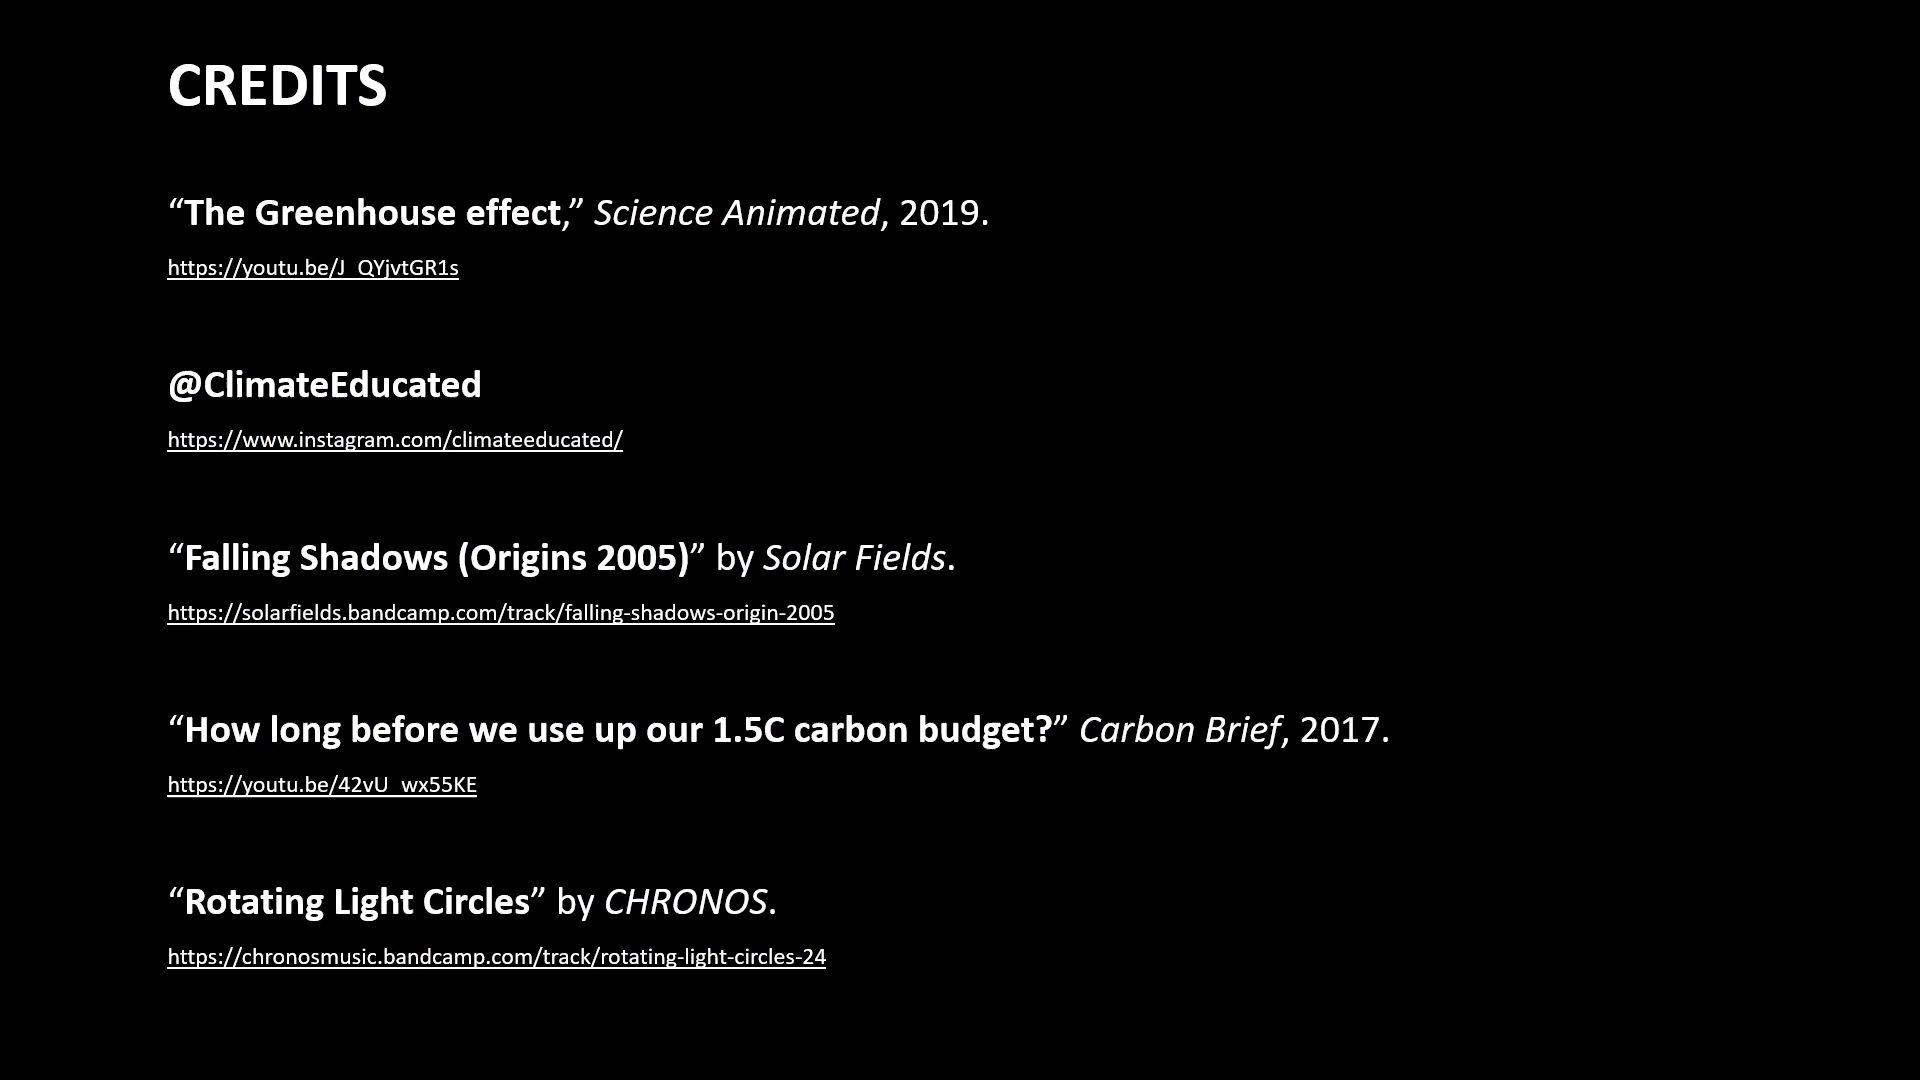 CREDITS
“The Greenhouse effect,” Science Animated, 2019.
https://youtu.be/J_QYjvtGR1s
@ClimateEducated
https://www.instagram.com/climateeducated/
“Falling Shadows (Origins 2005)” by Solar Fields.
https://solarfields.bandcamp.com/track/falling-shadows-origin-2005
“How long before we use up our 1.5C carbon budget?” Carbon Brief, 2017.
https://youtu.be/42vU_wx55KE
“Rotating Light Circles” by CHRONOS.
https://chronosmusic.bandcamp.com/track/rotating-light-circles-24